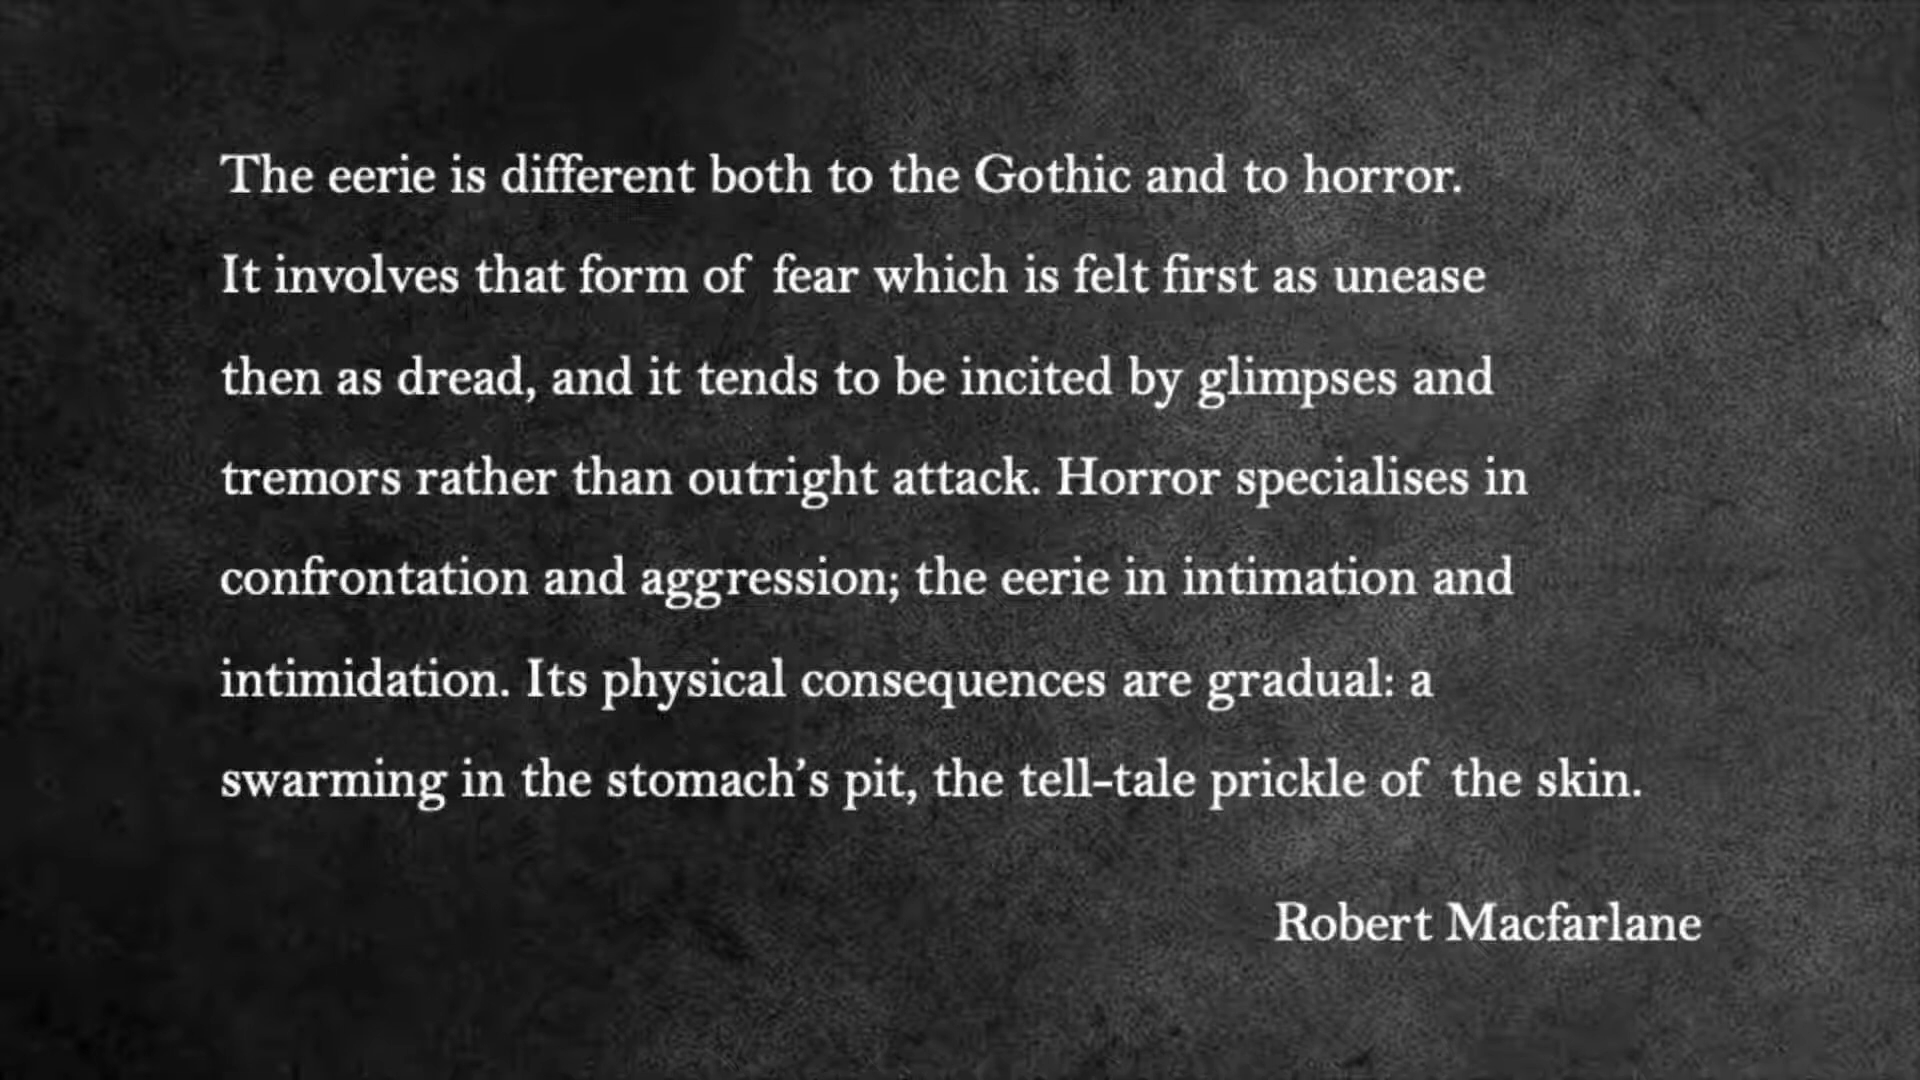 The eerie is different both to the Gothic and to horror.
It involves that form of fear which is felt first as unease
then as dread, and it tends to be incited by glimpses and
tremors rather than outright attack. Horror specialises in
confrontation and aggression; the eerie in intimation and
intimidation. Its physical consequences are gradual: a
swarming in the stomach’s pit, the tell-tale prickle of the skin.
Robert Macfarlane